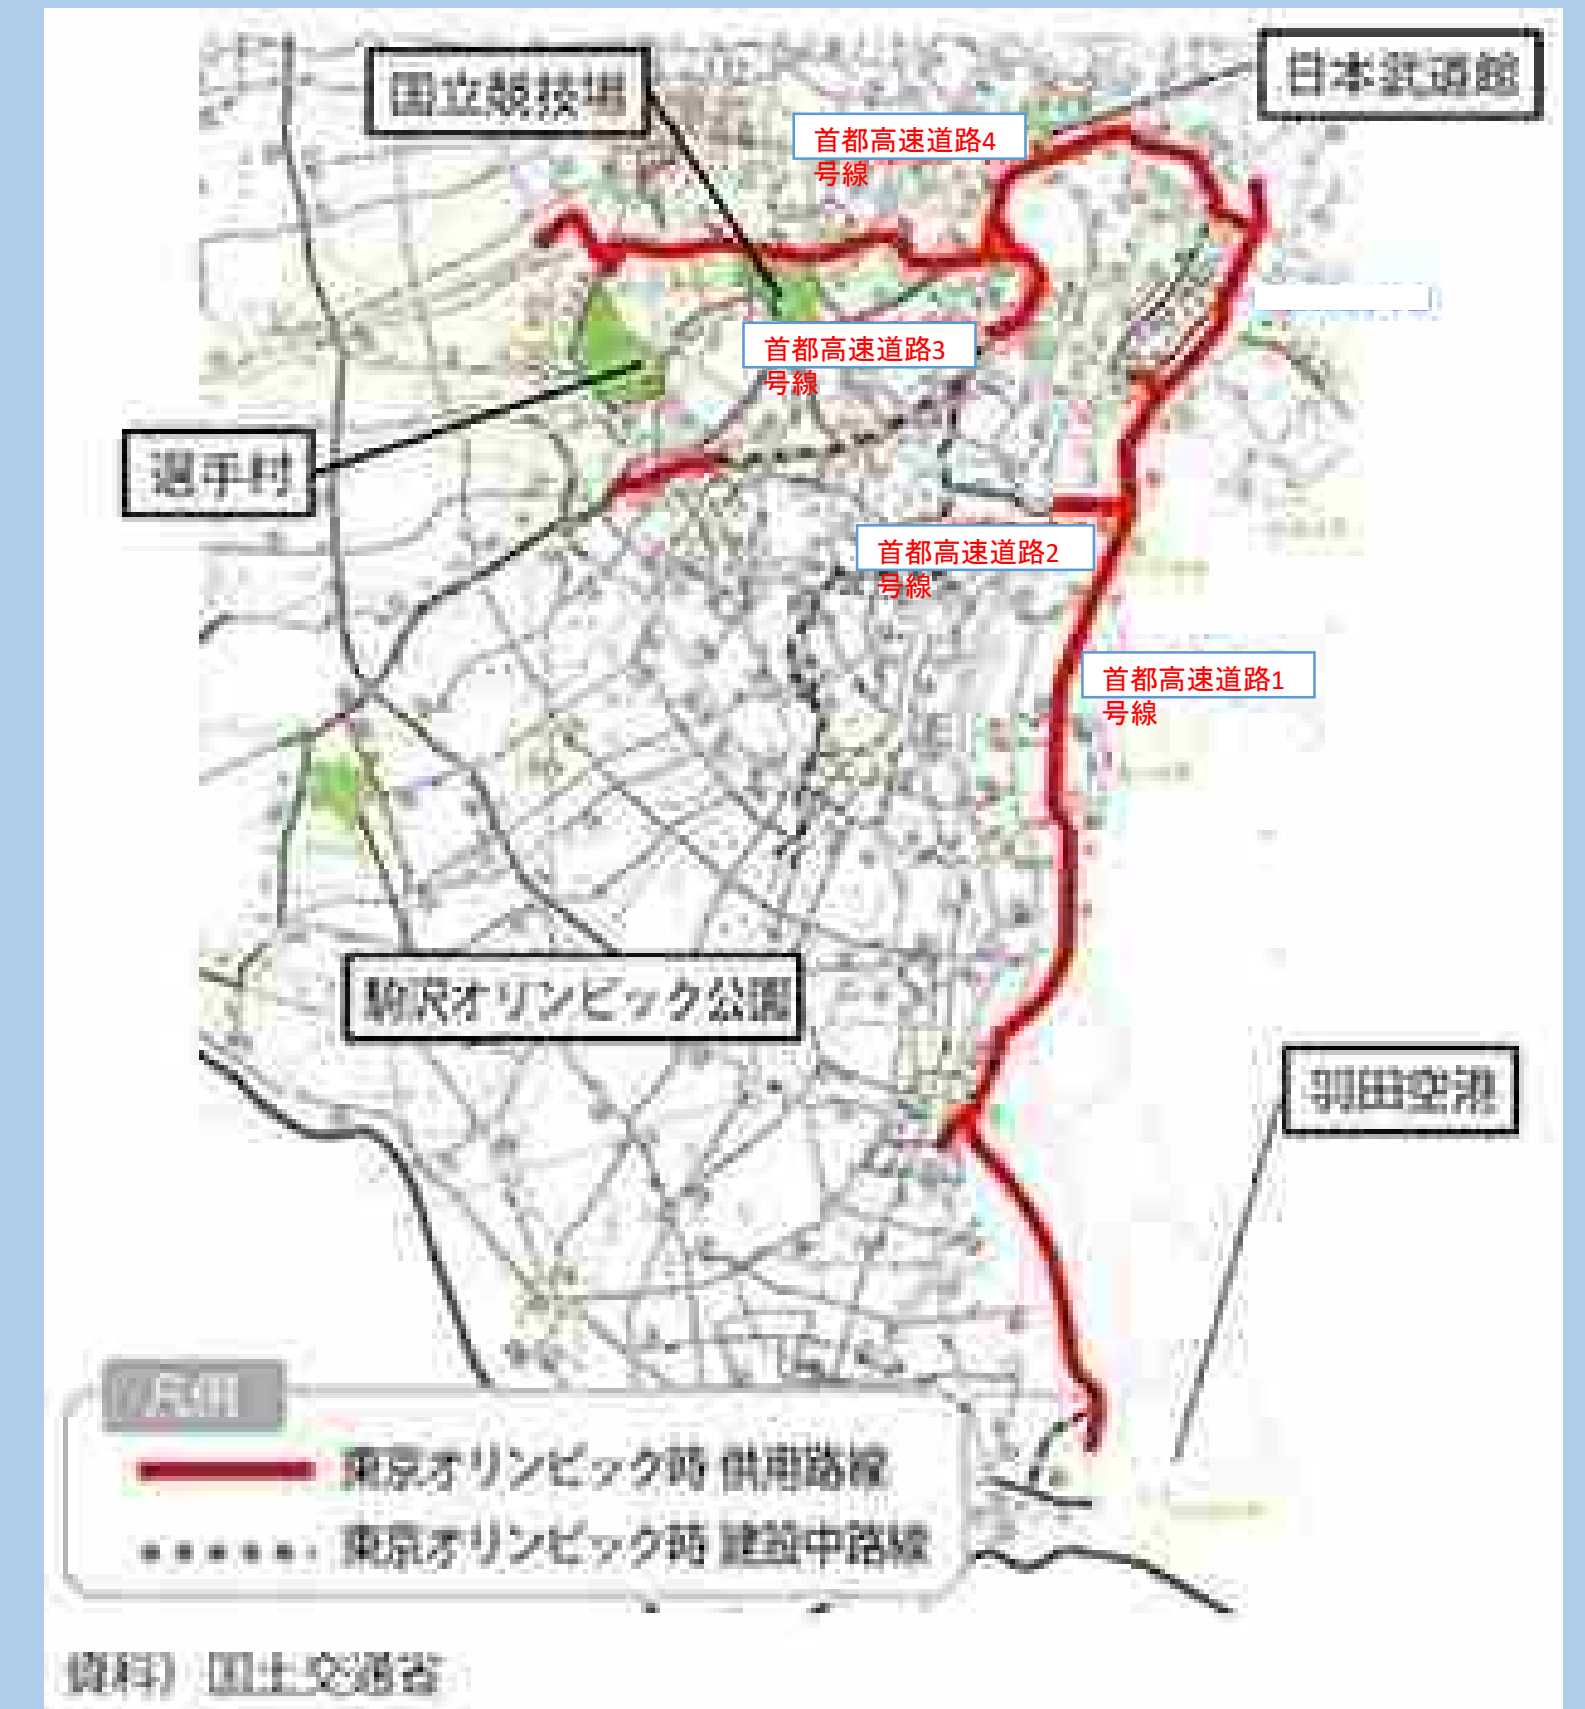 国立競技場
日本武道館
首都高速道路4
号線
首都高速道路3
号線
選手村
首都高速道路2
号線
首都高速道路1
号線
駒沢オリンピック公園
羽田空港
凡例
東京オリンピック時 供用路線
東京オリンピック時 建設中路線
資料）国土交通省